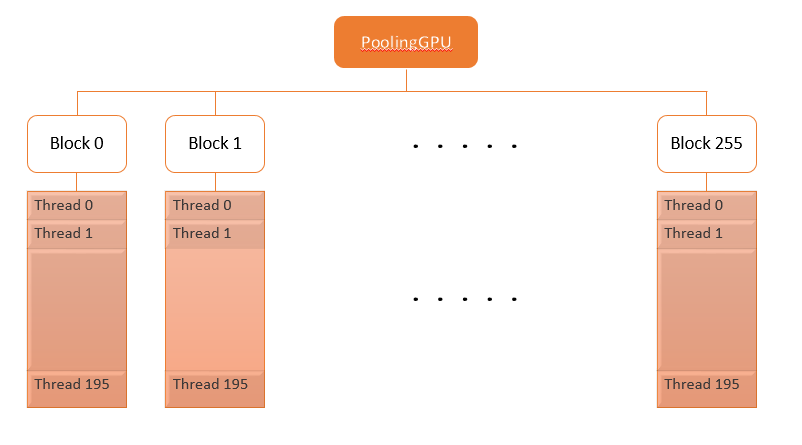 PoolingGPU
Block 0
Block 1
. . . . .
Block 255
Thread 0
Thread 0
Thread 0
Thread 1
Thread 1
Thread 1
. . . . .
Thread 195
Thread 195
Thread 195